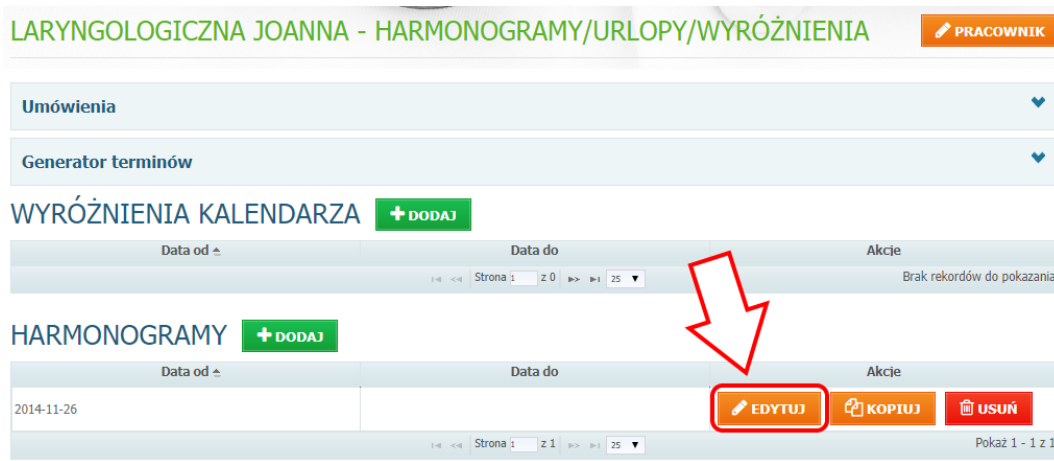 LARYNGOLOGICZNA JOANNA - HARMONOGRAMY/URLOPY/WYRÓŻNIENIA PRACOWNIK
Umówienia
Generator terminów
WYRÓŻNIENIA KALENDARZA DODAJ
Data od Data do Akcje
Strona 1 z 0 25 Brak rekordów do pokazania
HARMONOGRAMY DODAJ
Data od Data do Akcje
2014-11-26 EDYTUJ KOPIUJ USUŃ
Strona 1 z 1 25 Pokaż 1 - 1 z 1